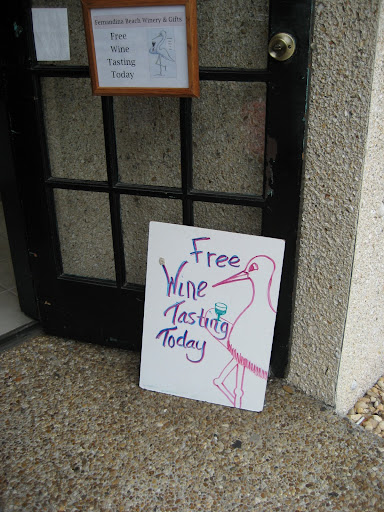 Fernandina Beach Winery & Gifts
Free
Wine
Tasting
Today
Free
Wine
Tasting
Today